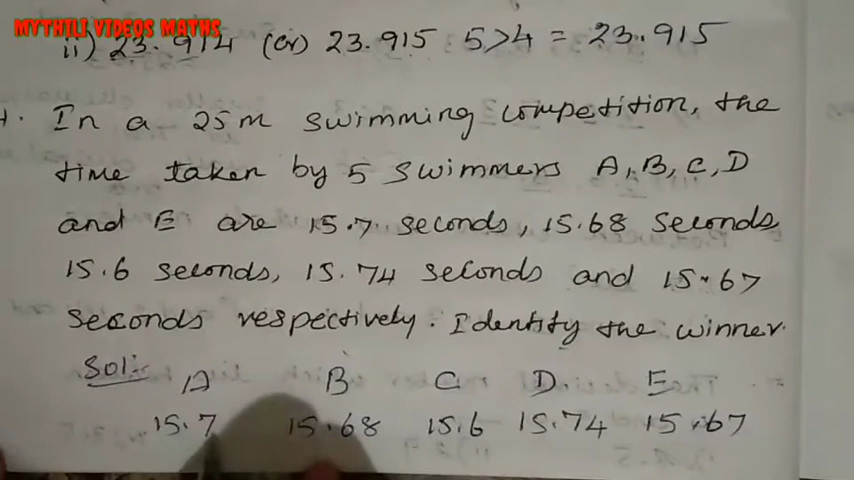 MYTHILI VIDEOS MATHS
ii) 23.914 (or) 23.915 5>4 = 23.915
In a 25m swimming competition, the
time taken by 5 swimmers A, B, C, D
and E are 15.7 seconds, 15.68 seconds
15.6 seconds, 15.74 seconds and 15.67
seconds respectively. Identify the winner.
Sol:-
A B C D. E
15.7 15.68 15.6 15.74 15.67